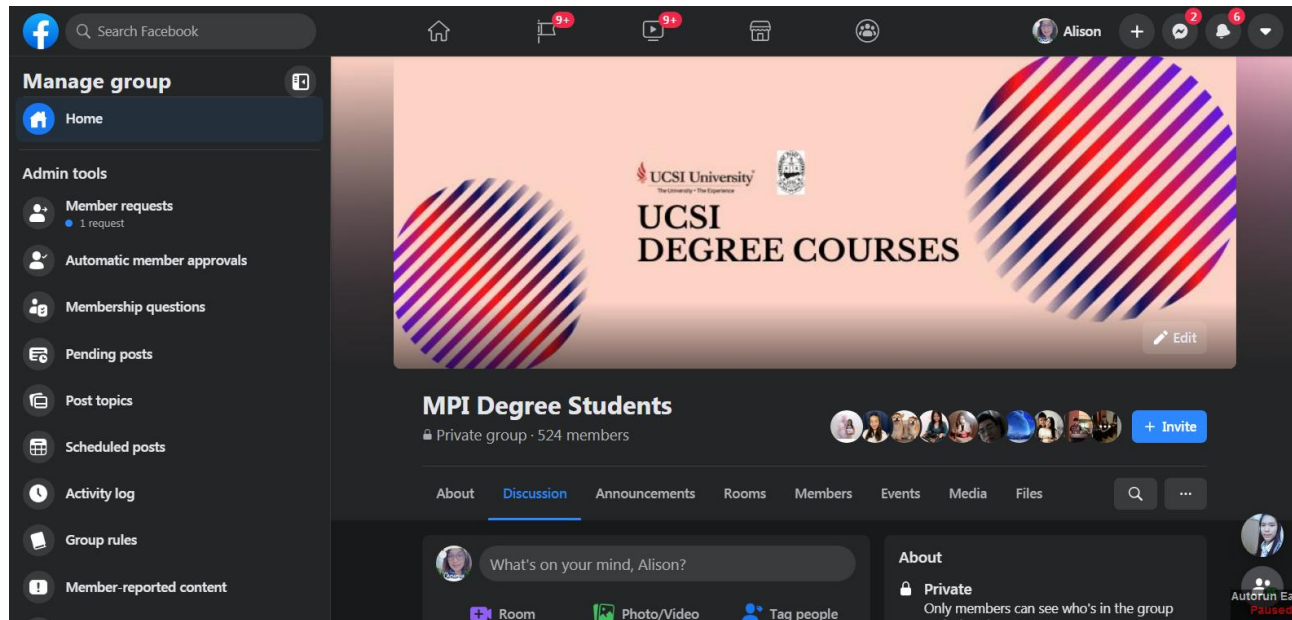 Search Facebook
9+
9+
Alison
2
6
Manage group
Home
Admin tools
Member requests
1 request
Automatic member approvals
Membership questions
Pending posts
Post topics
Scheduled posts
Activity log
Group rules
Member-reported content
UCSI University
The University • The Experience
UCSI
DEGREE COURSES
Edit
MPI Degree Students
Private group · 524 members
+ Invite
About Discussion Announcements Rooms Members Events Media Files
What's on your mind, Alison?
Room Photo/Video Tag people
About
Private
Only members can see who's in the group
Autorun Ea
Paused